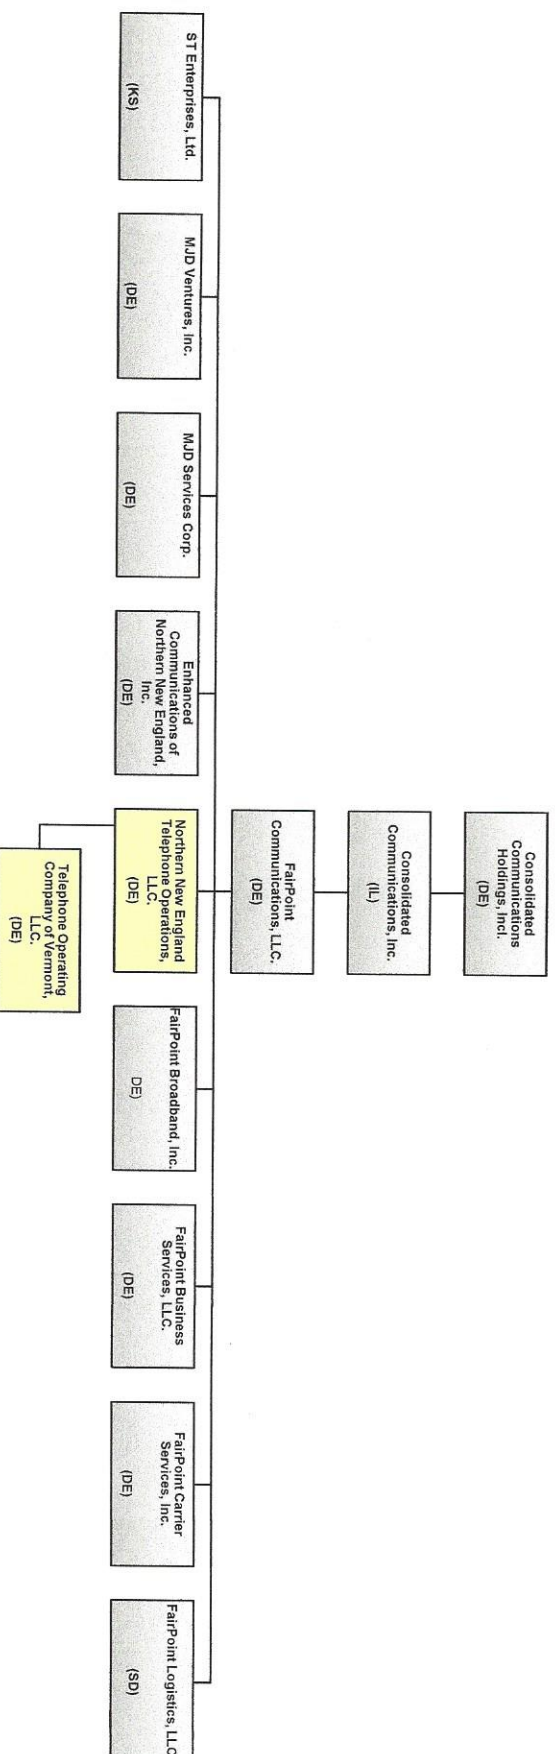 Consolidated
Communications
Holdings, Incl.
(DE)
Consolidated
Communications, Inc.
(IL)
FairPoint
Communications, LLC.
(DE)
ST Enterprises, Ltd.
(KS)
MJD Ventures, Inc.
(DE)
MJD Services Corp.
(DE)
Enhanced
Communications of
Northern New England,
Inc.
(DE)
Northern New England
Telephone Operations,
LLC.
(DE)
FairPoint Broadband, Inc.
DE)
FairPoint Business
Services, LLC.
(DE)
FairPoint Carrier
Services, Inc.
(DE)
FairPoint Logistics, LLC
(SD)
Telephone Operating
Company of Vermont,
LLC.
(DE)